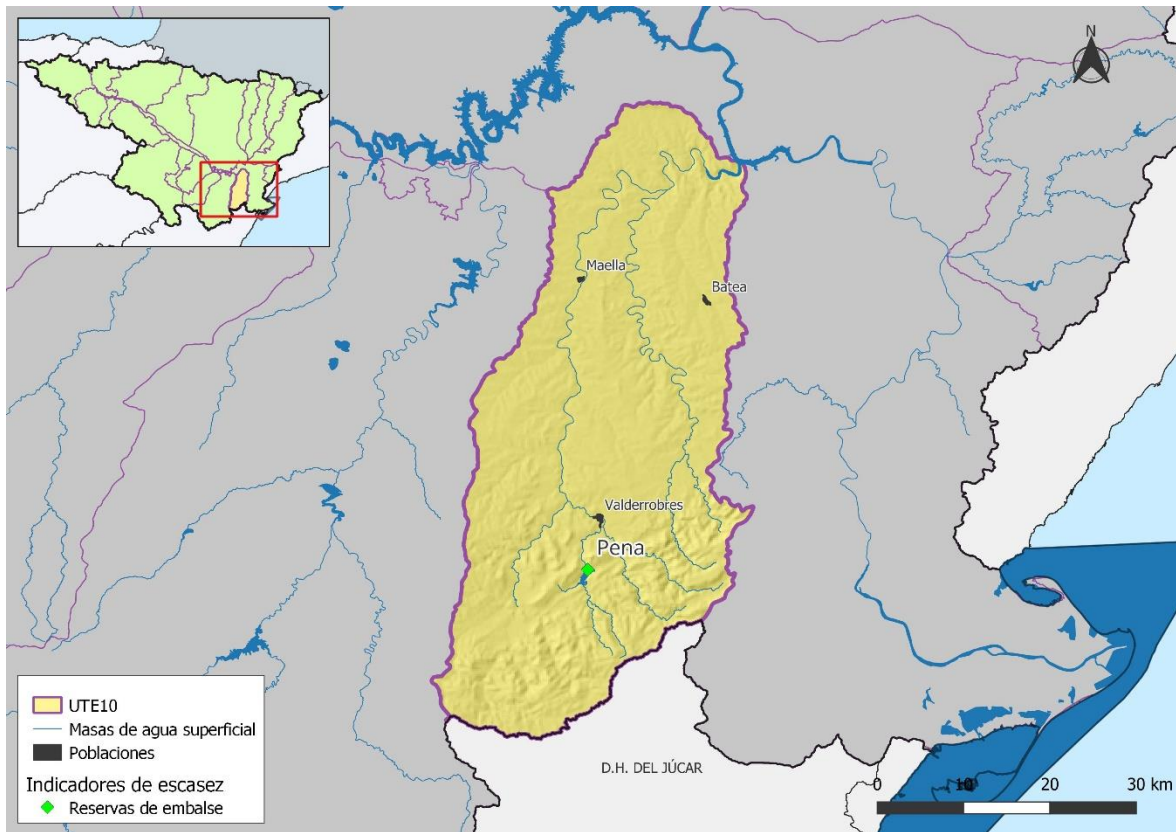 N
Maella
Batea
Valderrobres
Pena
UTE10
Masas de agua superficial
Poblaciones
Indicadores de escasez
Reservas de embalse
D.H. DEL JÚCAR
0 10 20 30 km